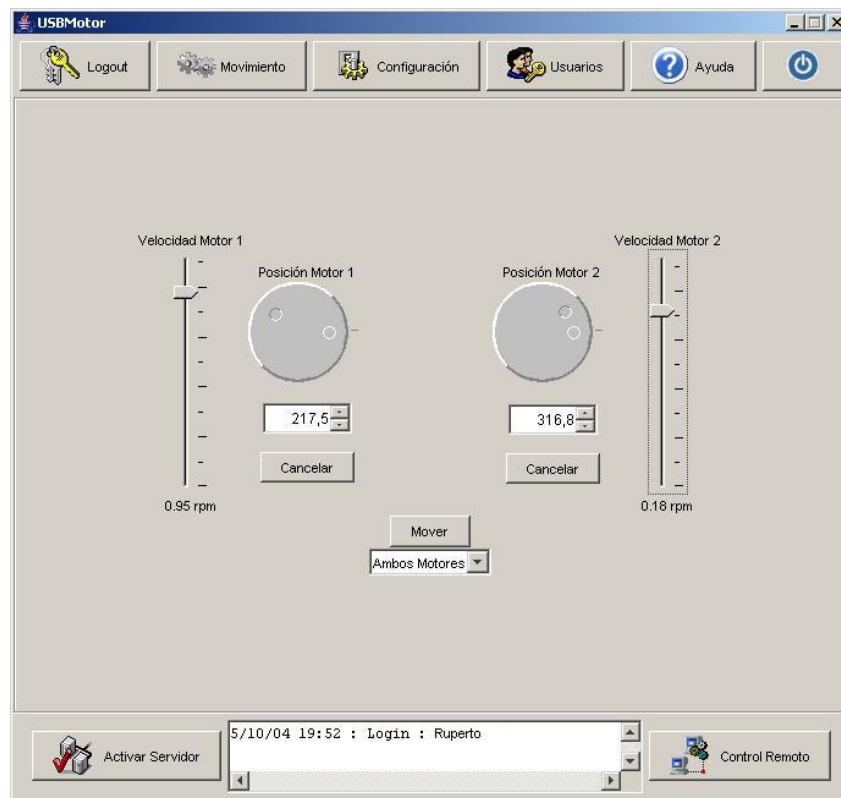 USBMotor
Logout
Movimiento
Configuración
Usuarios
Ayuda
Velocidad Motor 1
Velocidad Motor 2
Posición Motor 1
Posición Motor 2
217,5
316,8
Cancelar
Cancelar
0.95 rpm
0.18 rpm
Mover
Ambos Motores
5/10/04 19:52 : Login : Ruperto
Activar Servidor
Control Remoto